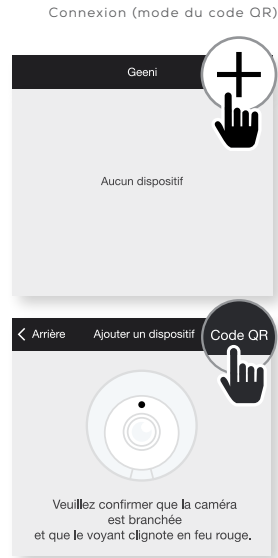 Connexion (mode du code QR)
Geeni
Aucun dispositif
Arrière Ajouter un dispositif Code QR
Veuillez confirmer que la caméra
est branchée
et que le voyant clignote en feu rouge.